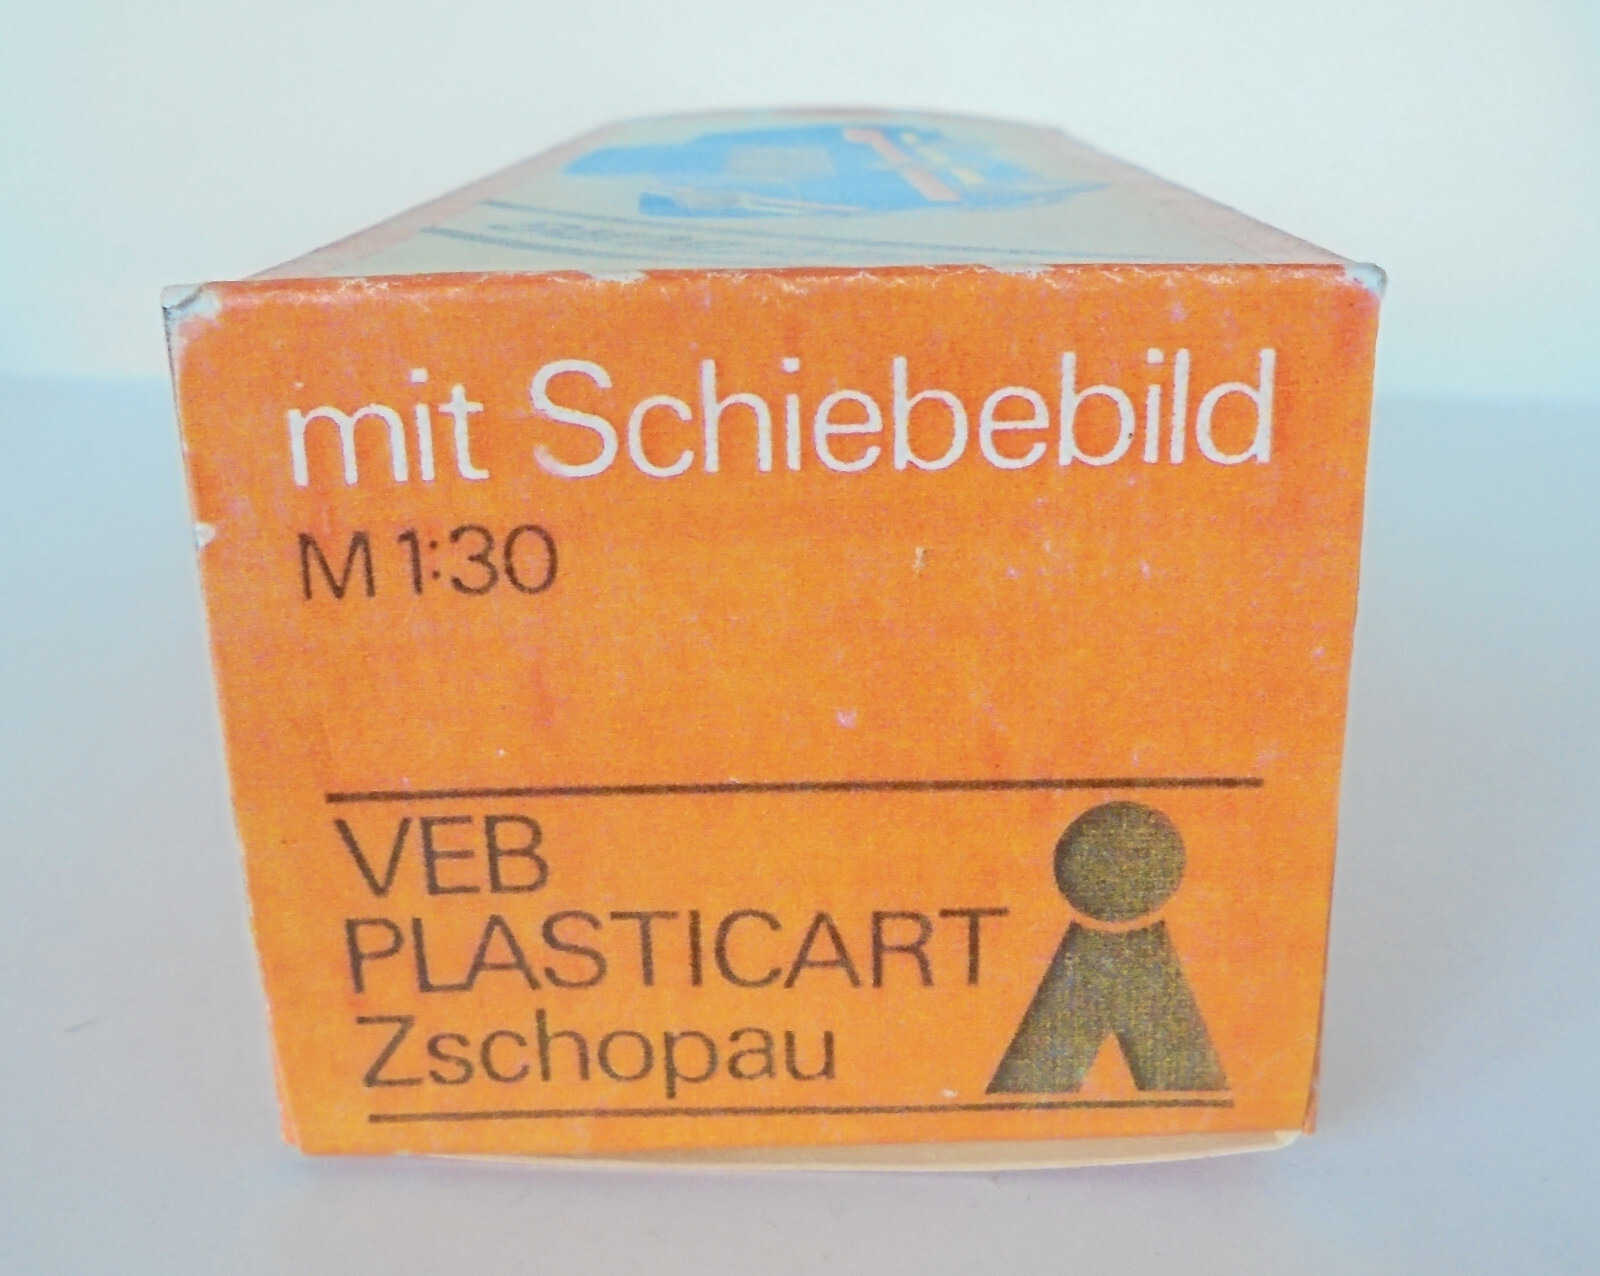 mit Schiebebild
M 1:30
VEB
PLASTICART
Zschopau